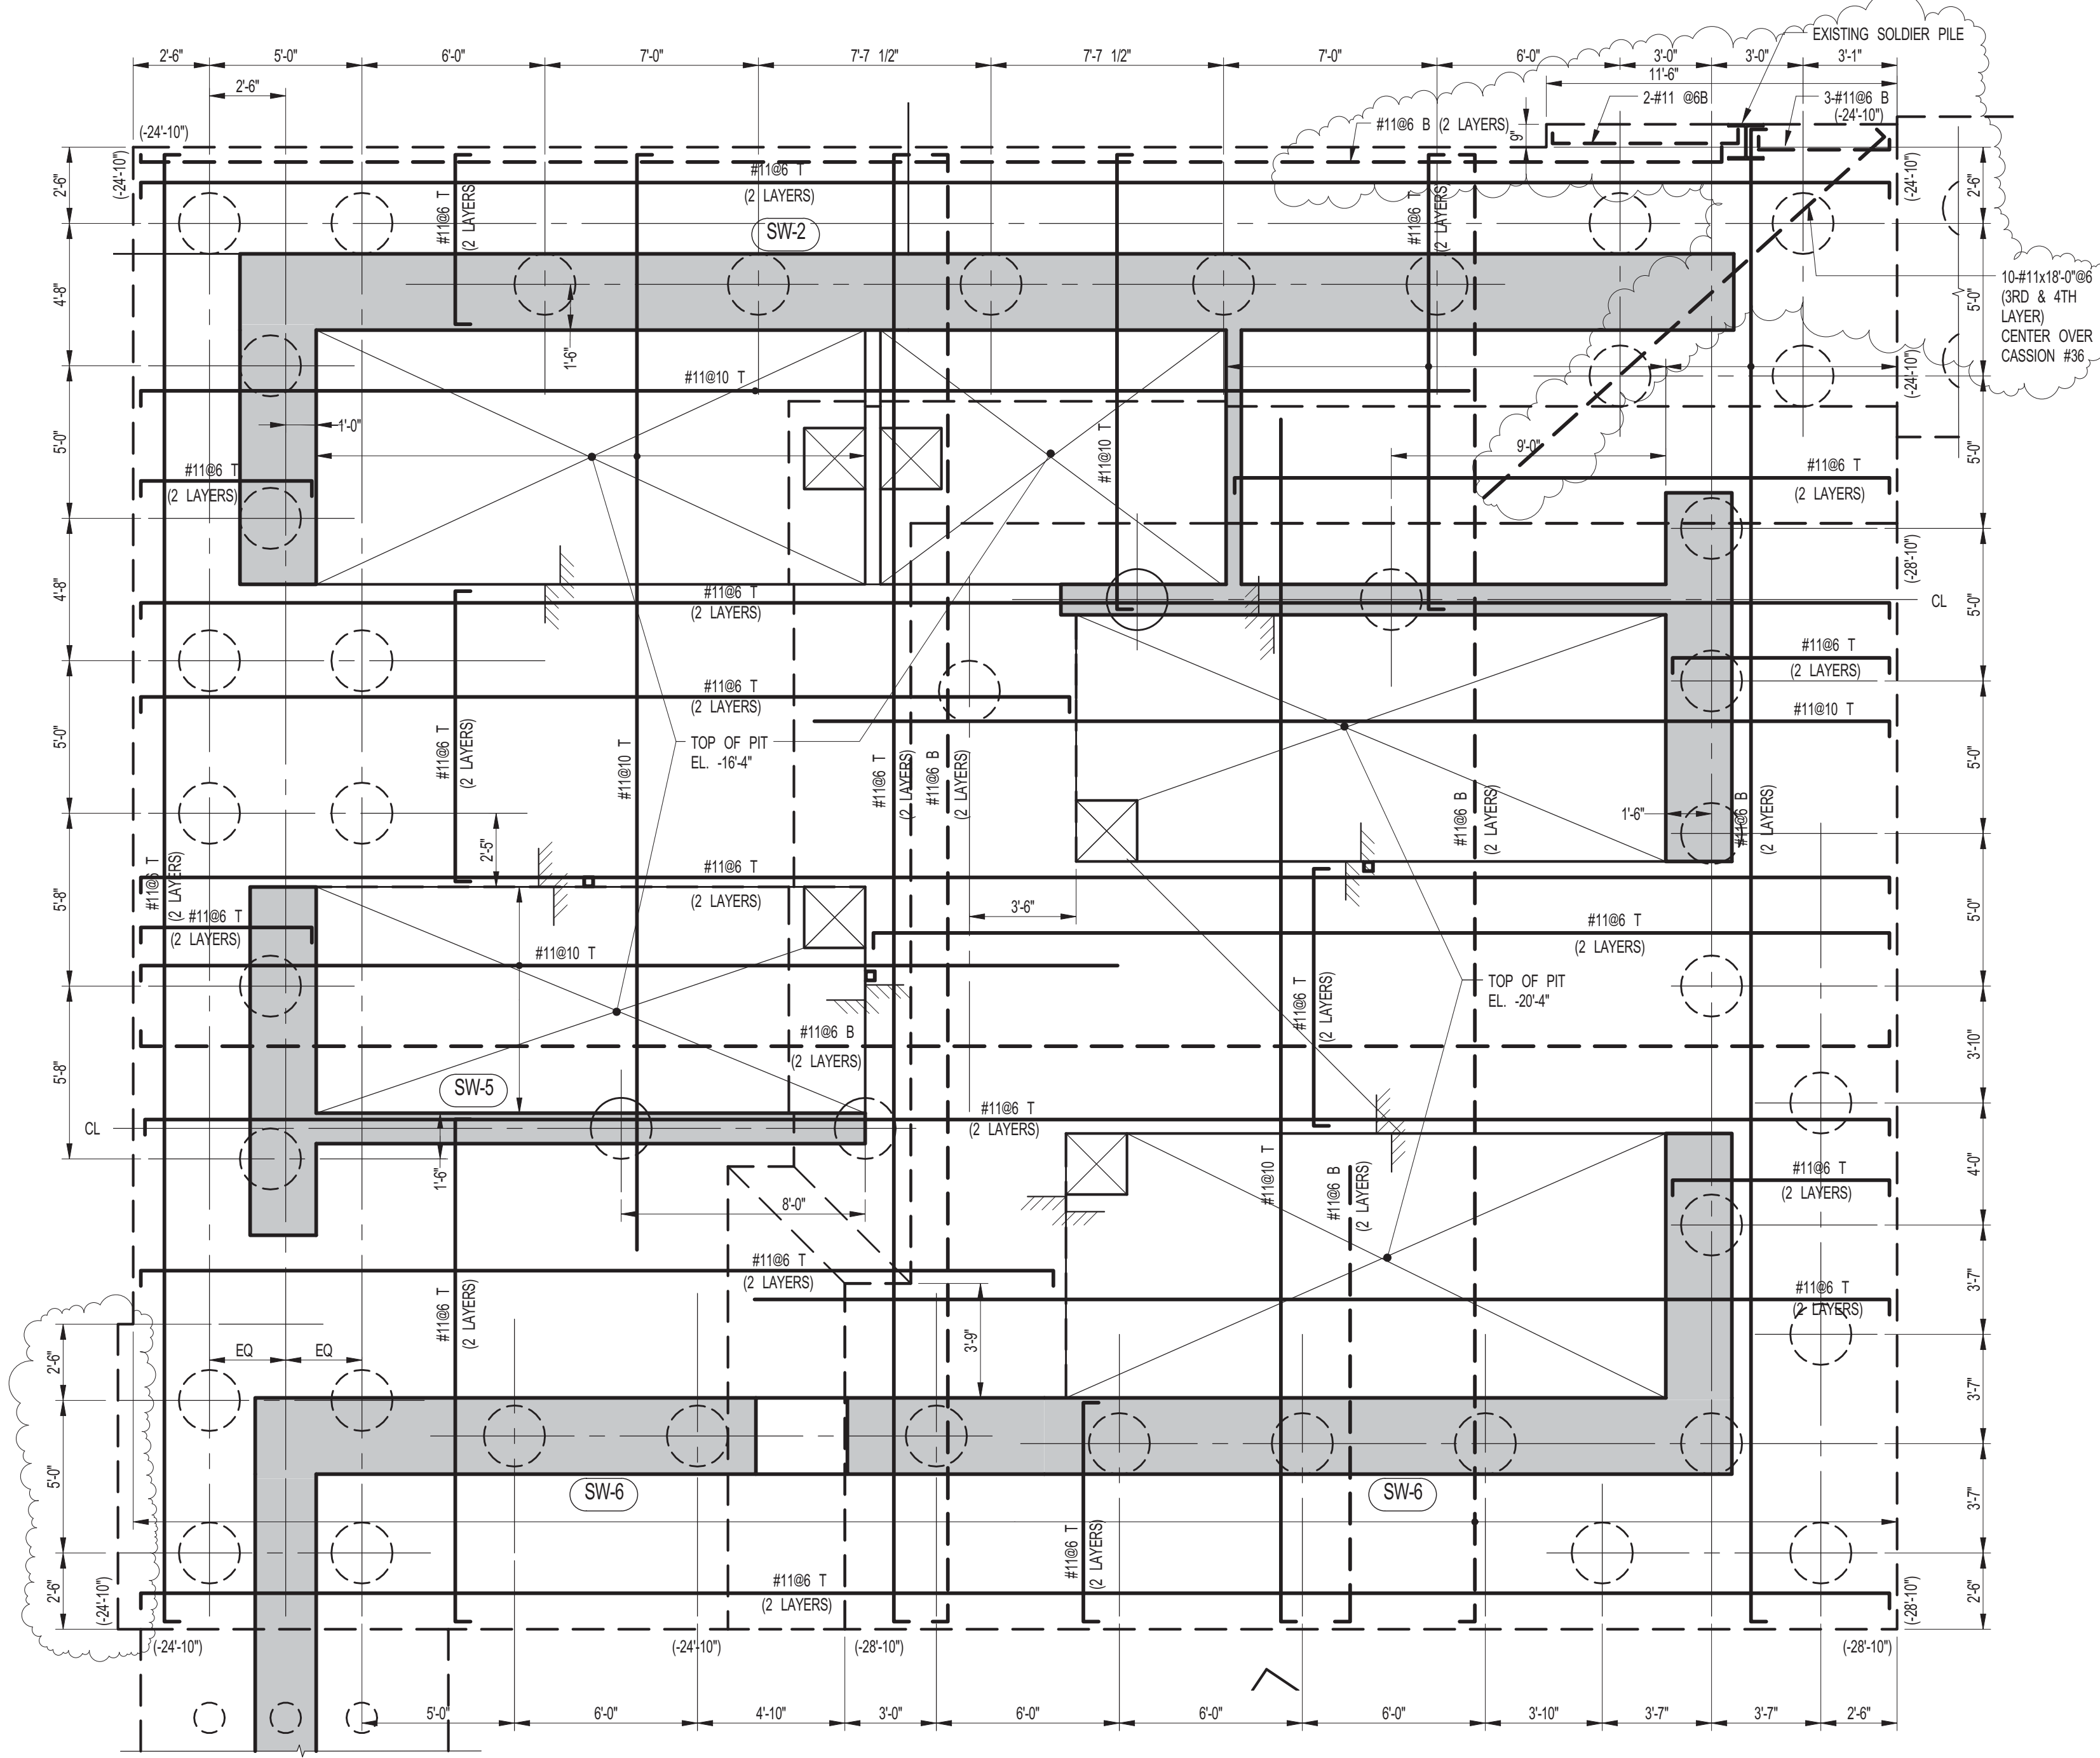 EXISTING SOLDIER PILE
2'-6"
5'-0"
6'-0"
7'-0"
7'-7 1/2"
7'-7 1/2"
7'-0"
6'-0"
3'-0"
3'-0"
3'-1"
11'-6"
2'-6"
2-#11 @6B
3-#11@6 B
(-24'-10")
(-24'-10")
#11@6 B (2 LAYERS)
9"
(-24'-10")
2'-6"
#11@6 T
(2 LAYERS)
#11@6 T
(2 LAYERS)
#11@6 T
(2 LAYERS)
(-24'-10")
2'-6"
SW-2
4'-8"
10-#11x18'-0"@6
(3RD & 4TH
LAYER)
CENTER OVER
CASSION #36
5'-0"
1'-6"
#11@10 T
(-24'-10")
1'-0"
5'-0"
9'-0"
5'-0"
#11@10 T
#11@6 T
(2 LAYERS)
#11@6 T
(2 LAYERS)
(-28'-10")
4'-8"
#11@6 T
(2 LAYERS)
CL
5'-0"
#11@6 T
(2 LAYERS)
#11@6 T
(2 LAYERS)
#11@10 T
5'-0"
#11@6 T
(2 LAYERS)
TOP OF PIT
EL. -16'-4"
#11@10 T
#11@6 T
(2 LAYERS)
#11@6 B
(2 LAYERS)
5'-0"
#11@6 B
(2 LAYERS)
1'-6"
#11@6 B
(2 LAYERS)
2'-5"
#11@6 T
(2 LAYERS)
5'-8"
#11@6 T
(2 LAYERS)
#11@6 T
(2 LAYERS)
3'-6"
#11@6 T
(2 LAYERS)
5'-0"
#11@10 T
TOP OF PIT
EL. -20'-4"
#11@6 T
(2 LAYERS)
#11@6 B
(2 LAYERS)
3'-10"
5'-8"
SW-5
#11@6 T
(2 LAYERS)
CL
1'-6"
8'-0"
#11@10 T
#11@6 B
(2 LAYERS)
#11@6 T
(2 LAYERS)
4'-0"
#11@6 T
(2 LAYERS)
#11@6 T
(2 LAYERS)
#11@6 T
(2 LAYERS)
3'-7"
3'-9"
2'-6"
EQ
EQ
3'-7"
5'-0"
SW-6
SW-6
3'-7"
#11@6 T
(2 LAYERS)
#11@6 T
(2 LAYERS)
2'-6"
(-24'-10")
(-28'-10")
2'-6"
(-24'-10")
(-24'-10")
(-28'-10")
(-28'-10")
5'-0"
6'-0"
4'-10"
3'-0"
6'-0"
6'-0"
6'-0"
3'-10"
3'-7"
3'-7"
2'-6"